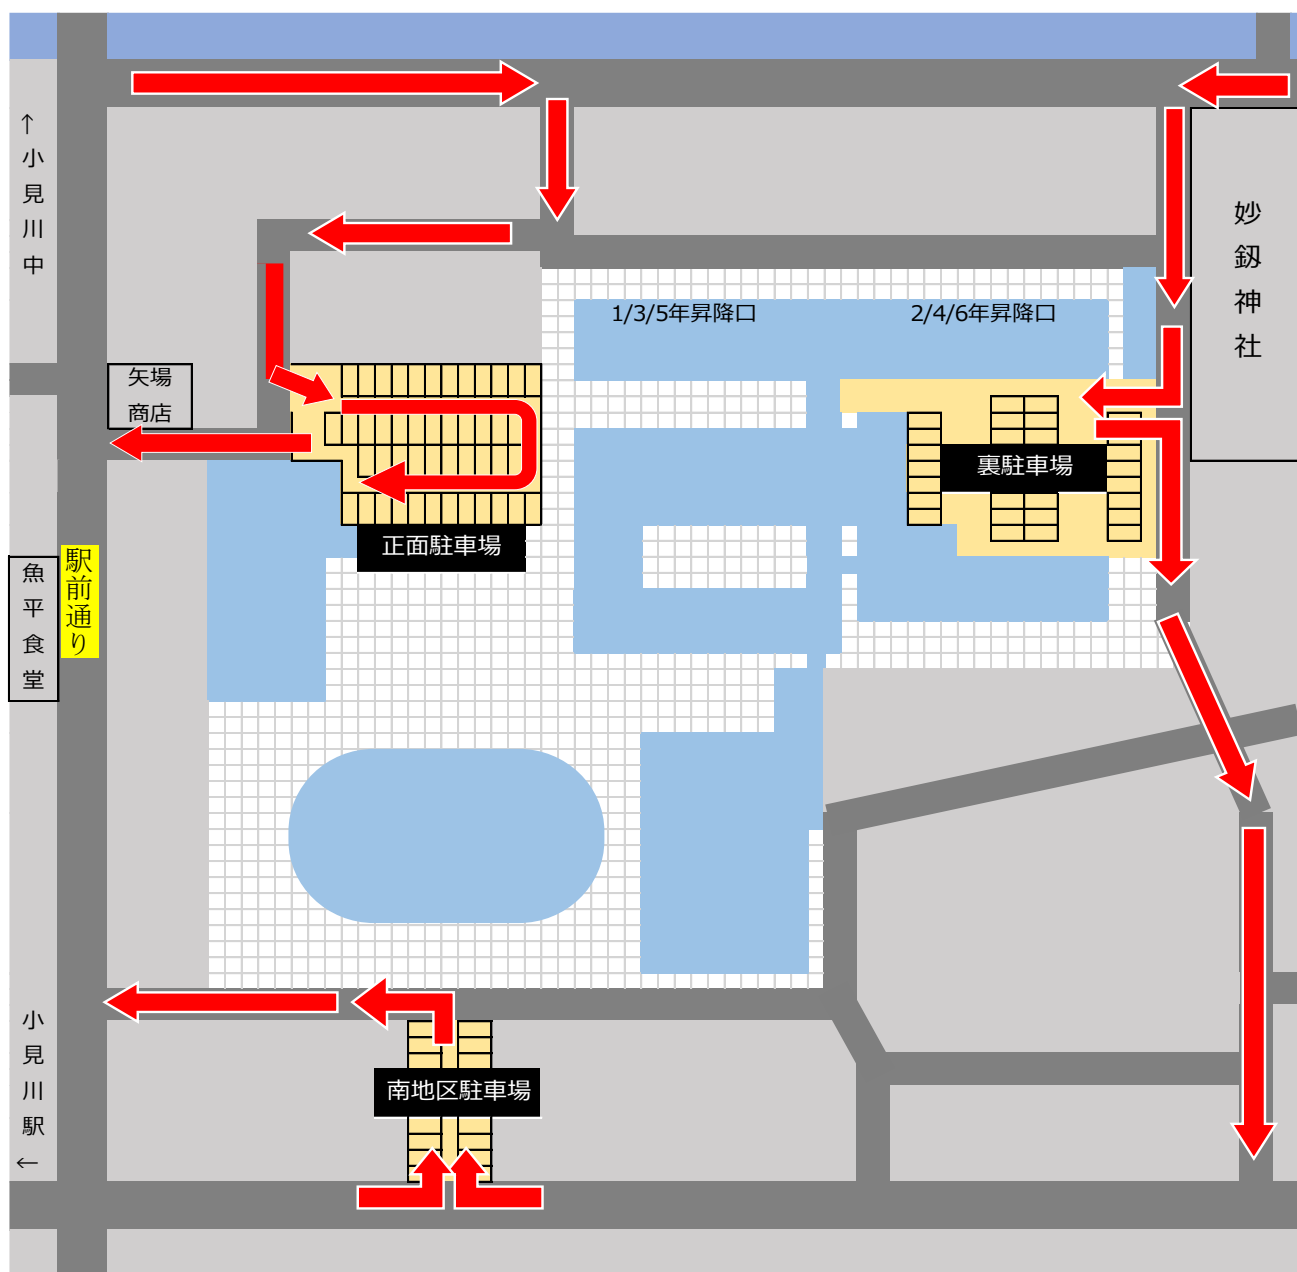 ↑小見川中
1/3/5年昇降口
2/4/6年昇降口
妙釼神社
矢場
商店
裏駐車場
正面駐車場
駅前通り
魚平食堂
小見川駅←
南地区駐車場